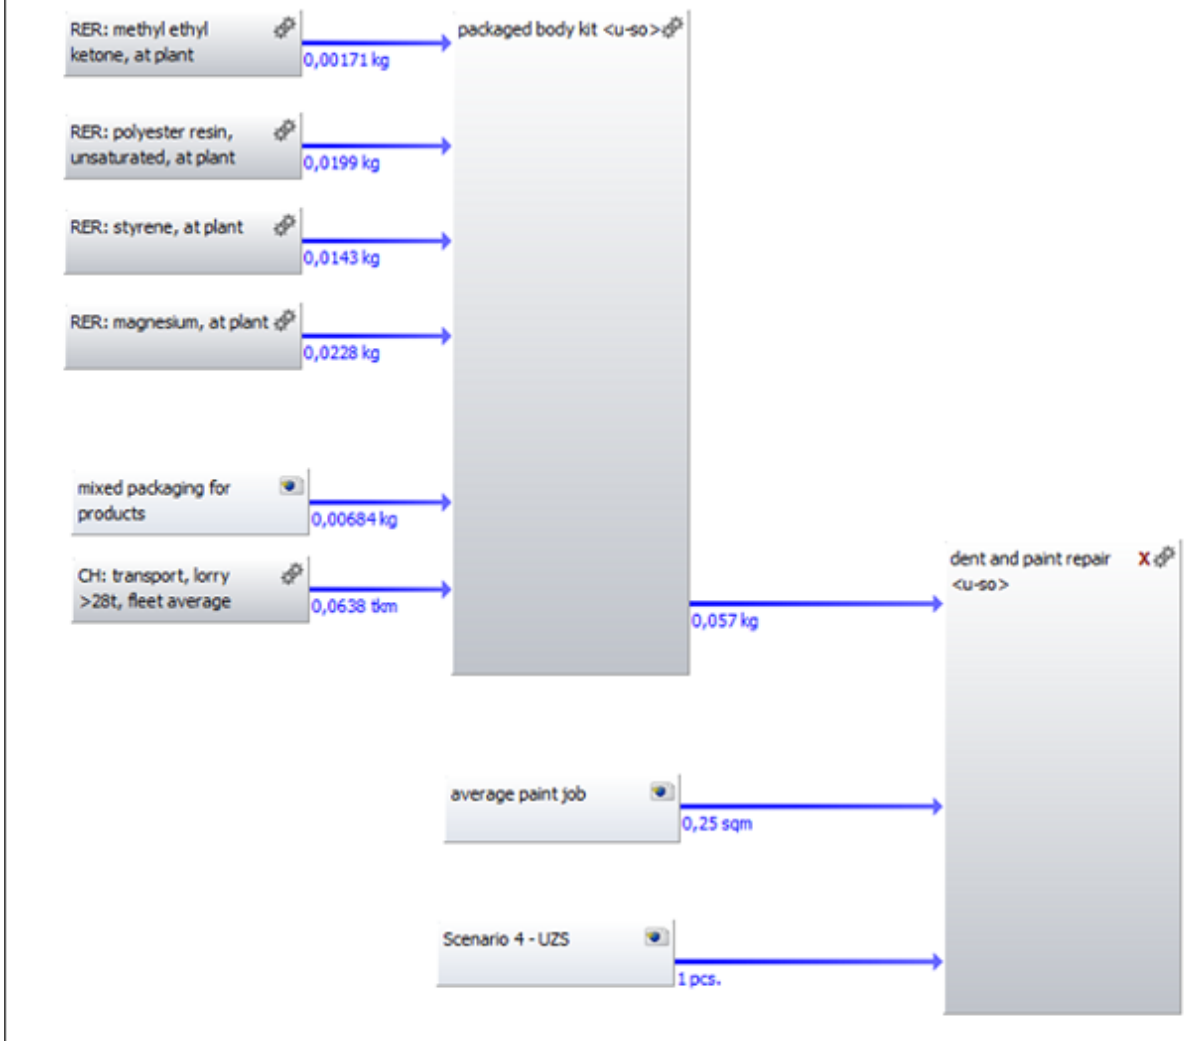 RER: methyl ethyl
ketone, at plant
0,00171 kg
packaged body kit <u-so>
RER: polyester resin,
unsaturated, at plant
0,0199 kg
RER: styrene, at plant
0,0143 kg
RER: magnesium, at plant
0,0228 kg
mixed packaging for
products
0,00684 kg
CH: transport, lorry
>28t, fleet average
0,0638 tkm
0,057 kg
dent and paint repair X
<u-so>
average paint job
0,25 sqm
Scenario 4 - UZS
1 pcs.